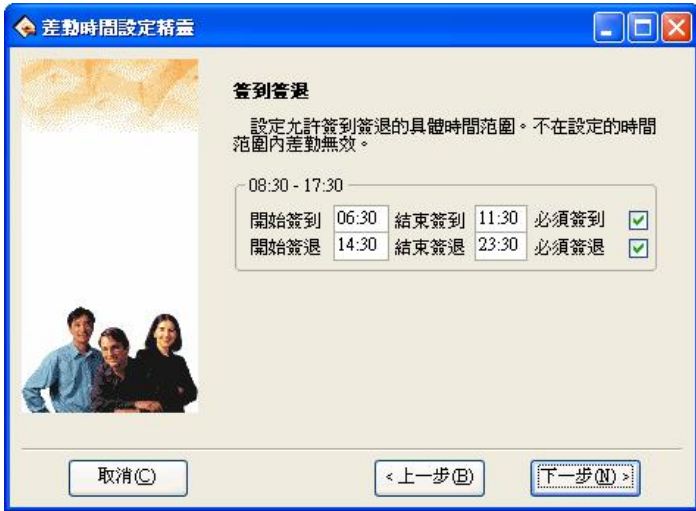 差勤時間設定精靈
簽到簽退
設定允許簽到簽退的具體時間范圍。不在設定的時間
范圍內差勤無效。
08:30 - 17:30
開始簽到 06:30 結束簽到 11:30 必須簽到
開始簽退 14:30 結束簽退 23:30 必須簽退
取消(C) <上一步(B) 下一步(N)>